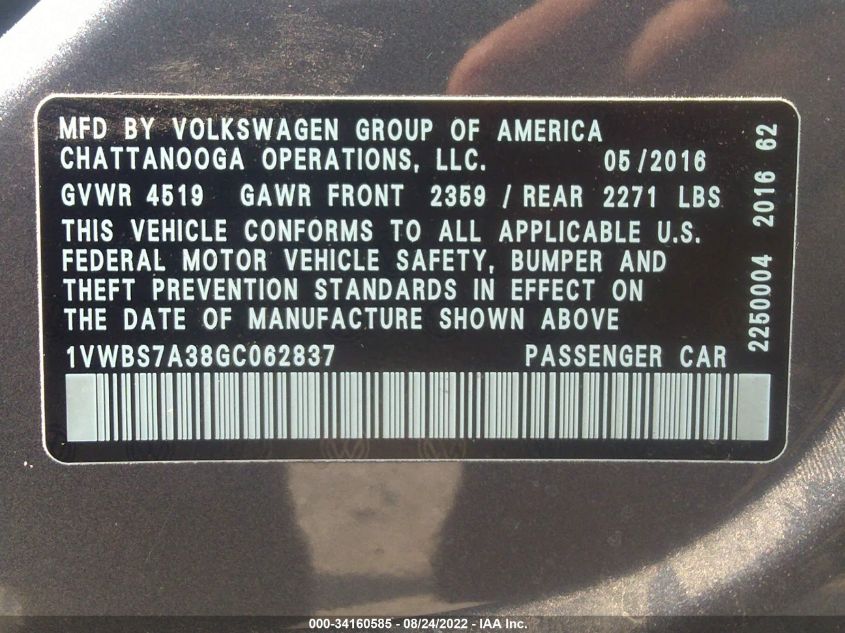 MFD BY VOLKSWAGEN GROUP OF AMERICA
CHATTANOOGA OPERATIONS, LLC. 05/2016
GVWR 4519 GAWR FRONT 2359 / REAR 2271 LBS
THIS VEHICLE CONFORMS TO ALL APPLICABLE U.S.
FEDERAL MOTOR VEHICLE SAFETY, BUMPER AND
THEFT PREVENTION STANDARDS IN EFFECT ON
THE DATE OF MANUFACTURE SHOWN ABOVE
1VWBS7A38GC062837 PASSENGER CAR
2250004 2016 62
000-34160585 - 08/24/2022 - IAA Inc.